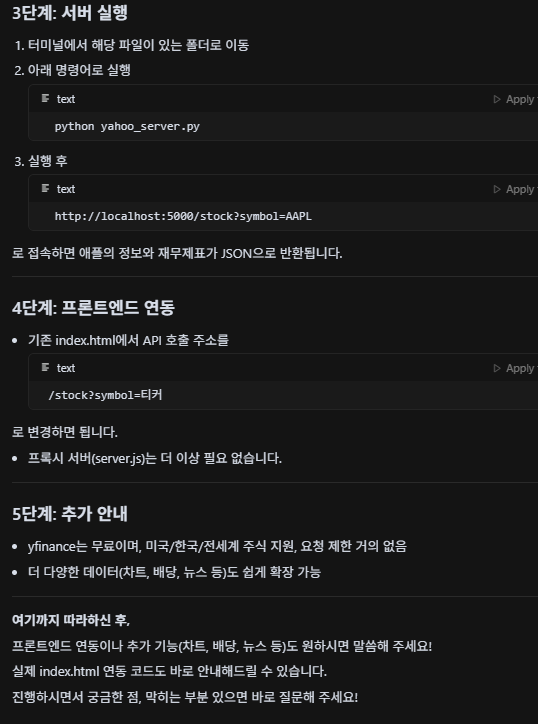 3단계: 서버 실행
1. 터미널에서 해당 파일이 있는 폴더로 이동
2. 아래 명령어로 실행
text
Apply
python yahoo_server.py
3. 실행 후
text
Apply
http://localhost:5000/stock?symbol=AAPL
로 접속하면 애플의 정보와 재무제표가 JSON으로 반환됩니다.
4단계: 프론트엔드 연동
• 기존 index.html에서 API 호출 주소를
text
Apply
/stock?symbol=티커
로 변경하면 됩니다.
• 프록시 서버(server.js)는 더 이상 필요 없습니다.
5단계: 추가 안내
• yfinance는 무료이며, 미국/한국/전세계 주식 지원, 요청 제한 거의 없음
• 더 다양한 데이터(차트, 배당, 뉴스 등)도 쉽게 확장 가능
여기까지 따라하신 후,
프론트엔드 연동이나 추가 기능(차트, 배당, 뉴스 등)도 원하시면 말씀해 주세요!
실제 index.html 연동 코드도 바로 안내해드릴 수 있습니다.
진행하시면서 궁금한 점, 막히는 부분 있으면 바로 질문해 주세요!